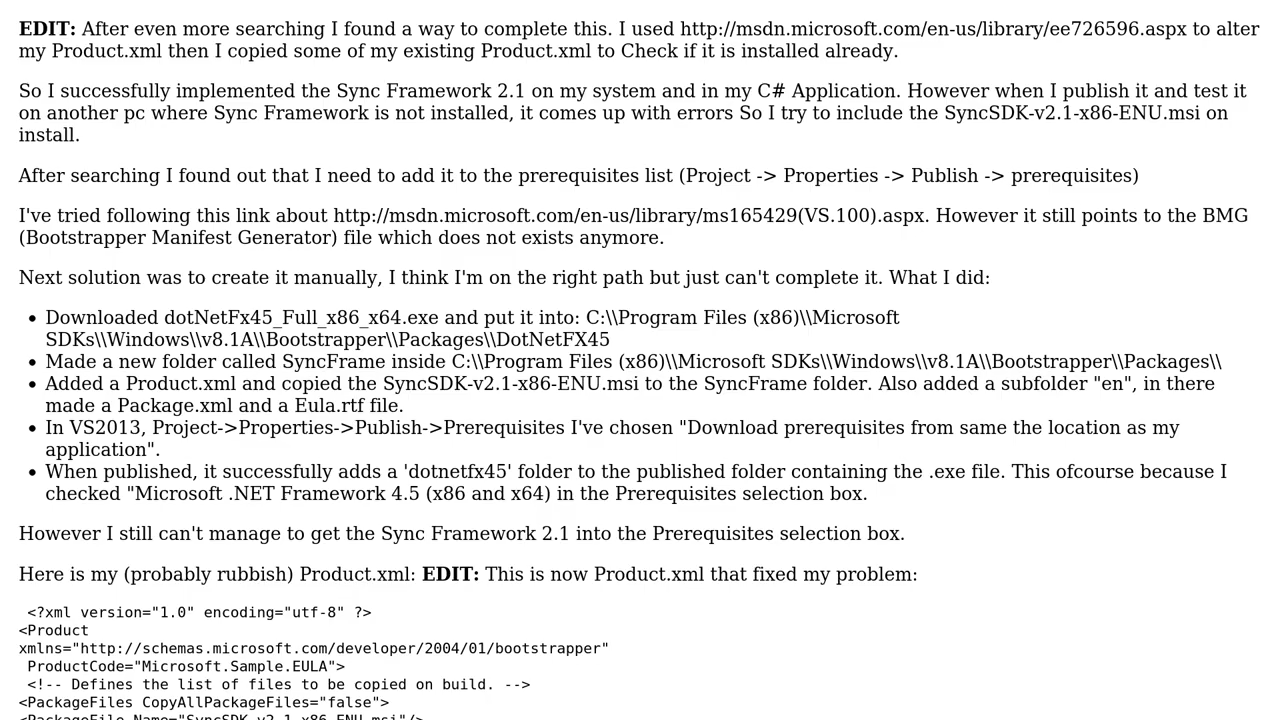 EDIT: After even more searching I found a way to complete this. I used http://msdn.microsoft.com/en-us/library/ee726596.aspx to alter
my Product.xml then I copied some of my existing Product.xml to Check if it is installed already.
So I successfully implemented the Sync Framework 2.1 on my system and in my C# Application. However when I publish it and test it
on another pc where Sync Framework is not installed, it comes up with errors So I try to include the SyncSDK-v2.1-x86-ENU.msi on
install.
After searching I found out that I need to add it to the prerequisites list (Project -> Properties -> Publish -> prerequisites)
I've tried following this link about http://msdn.microsoft.com/en-us/library/ms165429(VS.100).aspx. However it still points to the BMG
(Bootstrapper Manifest Generator) file which does not exists anymore.
Next solution was to create it manually, I think I'm on the right path but just can't complete it. What I did:
• Downloaded dotNetFx45_Full_x86_x64.exe and put it into: C:\\Program Files (x86)\\Microsoft
SDKs\\Windows\\v8.1A\\Bootstrapper\\Packages\\DotNetFX45
• Made a new folder called SyncFrame inside C:\\Program Files (x86)\\Microsoft SDKs\\Windows\\v8.1A\\Bootstrapper\\Packages\\
• Added a Product.xml and copied the SyncSDK-v2.1-x86-ENU.msi to the SyncFrame folder. Also added a subfolder "en", in there
made a Package.xml and a Eula.rtf file.
• In VS2013, Project->Properties->Publish->Prerequisites I've chosen "Download prerequisites from same the location as my
application".
• When published, it successfully adds a 'dotnetfx45' folder to the published folder containing the .exe file. This ofcourse because I
checked "Microsoft .NET Framework 4.5 (x86 and x64) in the Prerequisites selection box.
However I still can't manage to get the Sync Framework 2.1 into the Prerequisites selection box.
Here is my (probably rubbish) Product.xml: EDIT: This is now Product.xml that fixed my problem:
<?xml version="1.0" encoding="utf-8" ?>
<Product
xmlns="http://schemas.microsoft.com/developer/2004/01/bootstrapper"
ProductCode="Microsoft.Sample.EULA">
<!-- Defines the list of files to be copied on build. -->
<PackageFiles CopyAllPackageFiles="false">
<PackageFile Name="SyncSDK-v2.1-x86-ENU.msi"/>